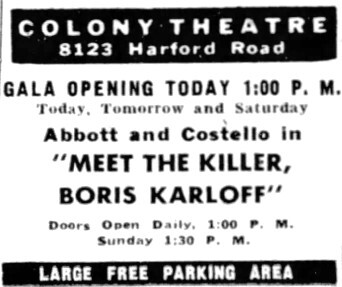 COLONY THEATRE
8123 Harford Road
GALA OPENING TODAY 1:00 P. M.
Today, Tomorrow and Saturday
Abbott and Costello in
"MEET THE KILLER,
BORIS KARLOFF"
Doors Open Daily, 1:00 P. M.
Sunday 1:30 P. M.
LARGE FREE PARKING AREA